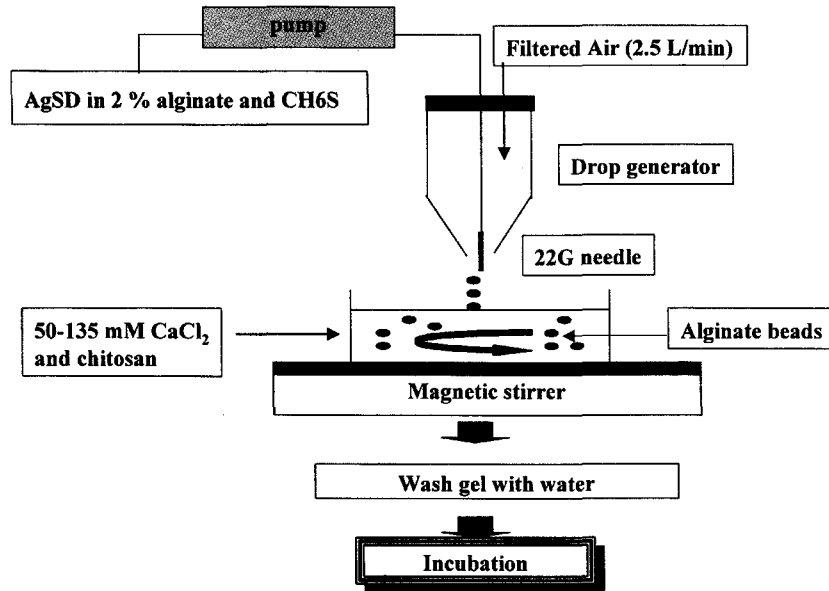 pump
Filtered Air (2.5 L/min)
AgSD in 2 % alginate and CH6S
Drop generator
22G needle
50-135 mM CaCl₂
and chitosan
Alginate beads
Magnetic stirrer
Wash gel with water
Incubation